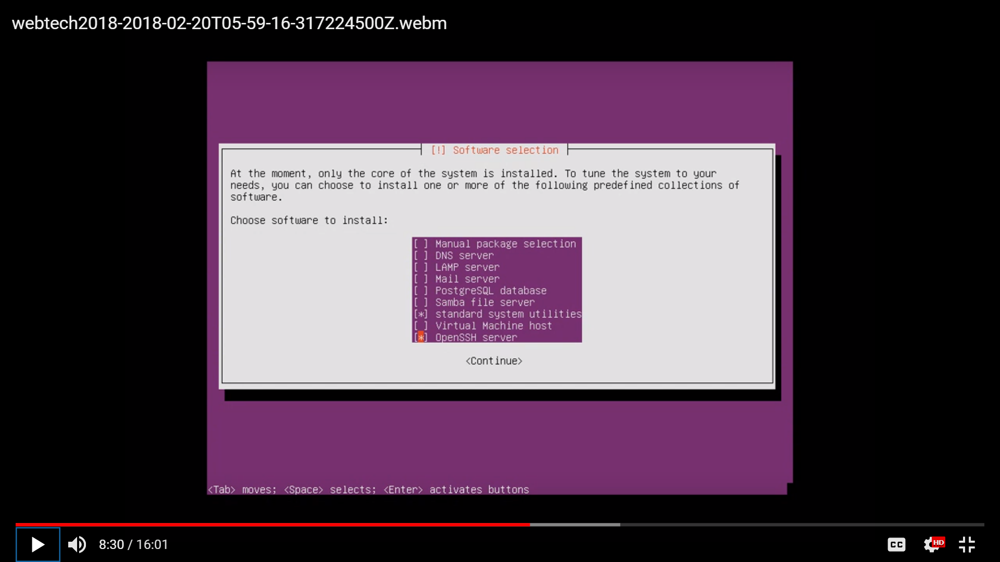 webtech2018-2018-02-20T05-59-16-317224500Z.webm
[!] Software selection
At the moment, only the core of the system is installed. To tune the system to your
needs, you can choose to install one or more of the following predefined collections of
software.
Choose software to install:
[ ] Manual package selection
[ ] DNS server
[ ] LAMP server
[ ] Mail server
[ ] PostgreSQL database
[ ] Samba file server
[*] standard system utilities
[ ] Virtual Machine host
[*] OpenSSH server
<Continue>
<Tab> moves; <Space> selects; <Enter> activates buttons
8:30 / 16:01
CC
HD